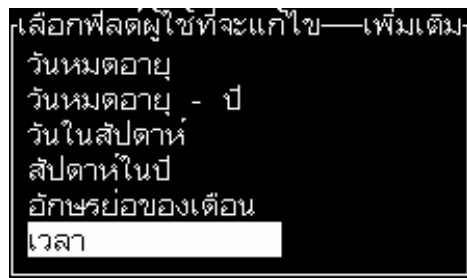 เลือกฟิลด์ผู้ใช้ที่จะแก้ไข──เพิ่มเติม
วันหมดอายุ
วันหมดอายุ - ปี
วันในสัปดาห์
สัปดาห์ในปี
อักษรย่อของเดือน
เวลา